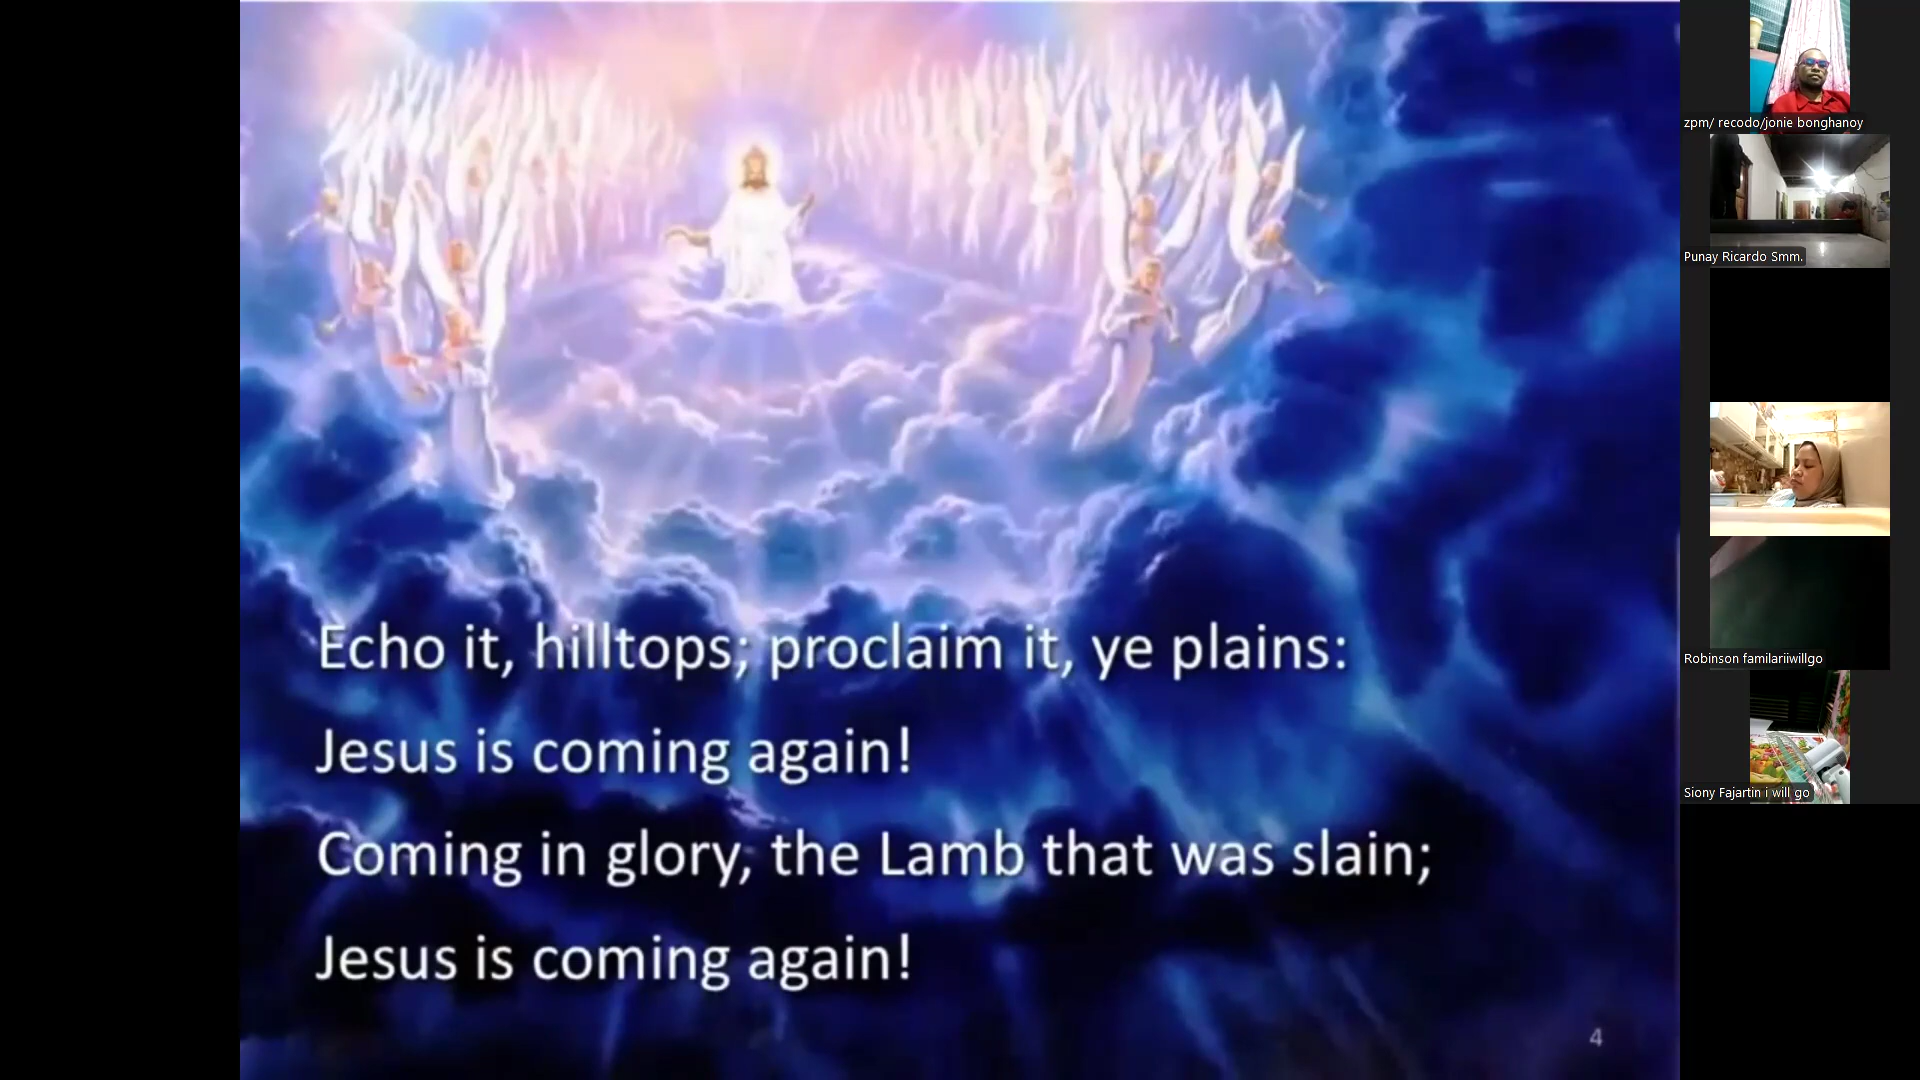 Echo it, hilltops; proclaim it, ye plains:
Jesus is coming again!
Coming in glory, the Lamb that was slain;
Jesus is coming again!
4
zpm/ recodo/jonie bonghanoy
Punay Ricardo Smm.
Robinson familariiwillgo
Siony Fajartin i will go